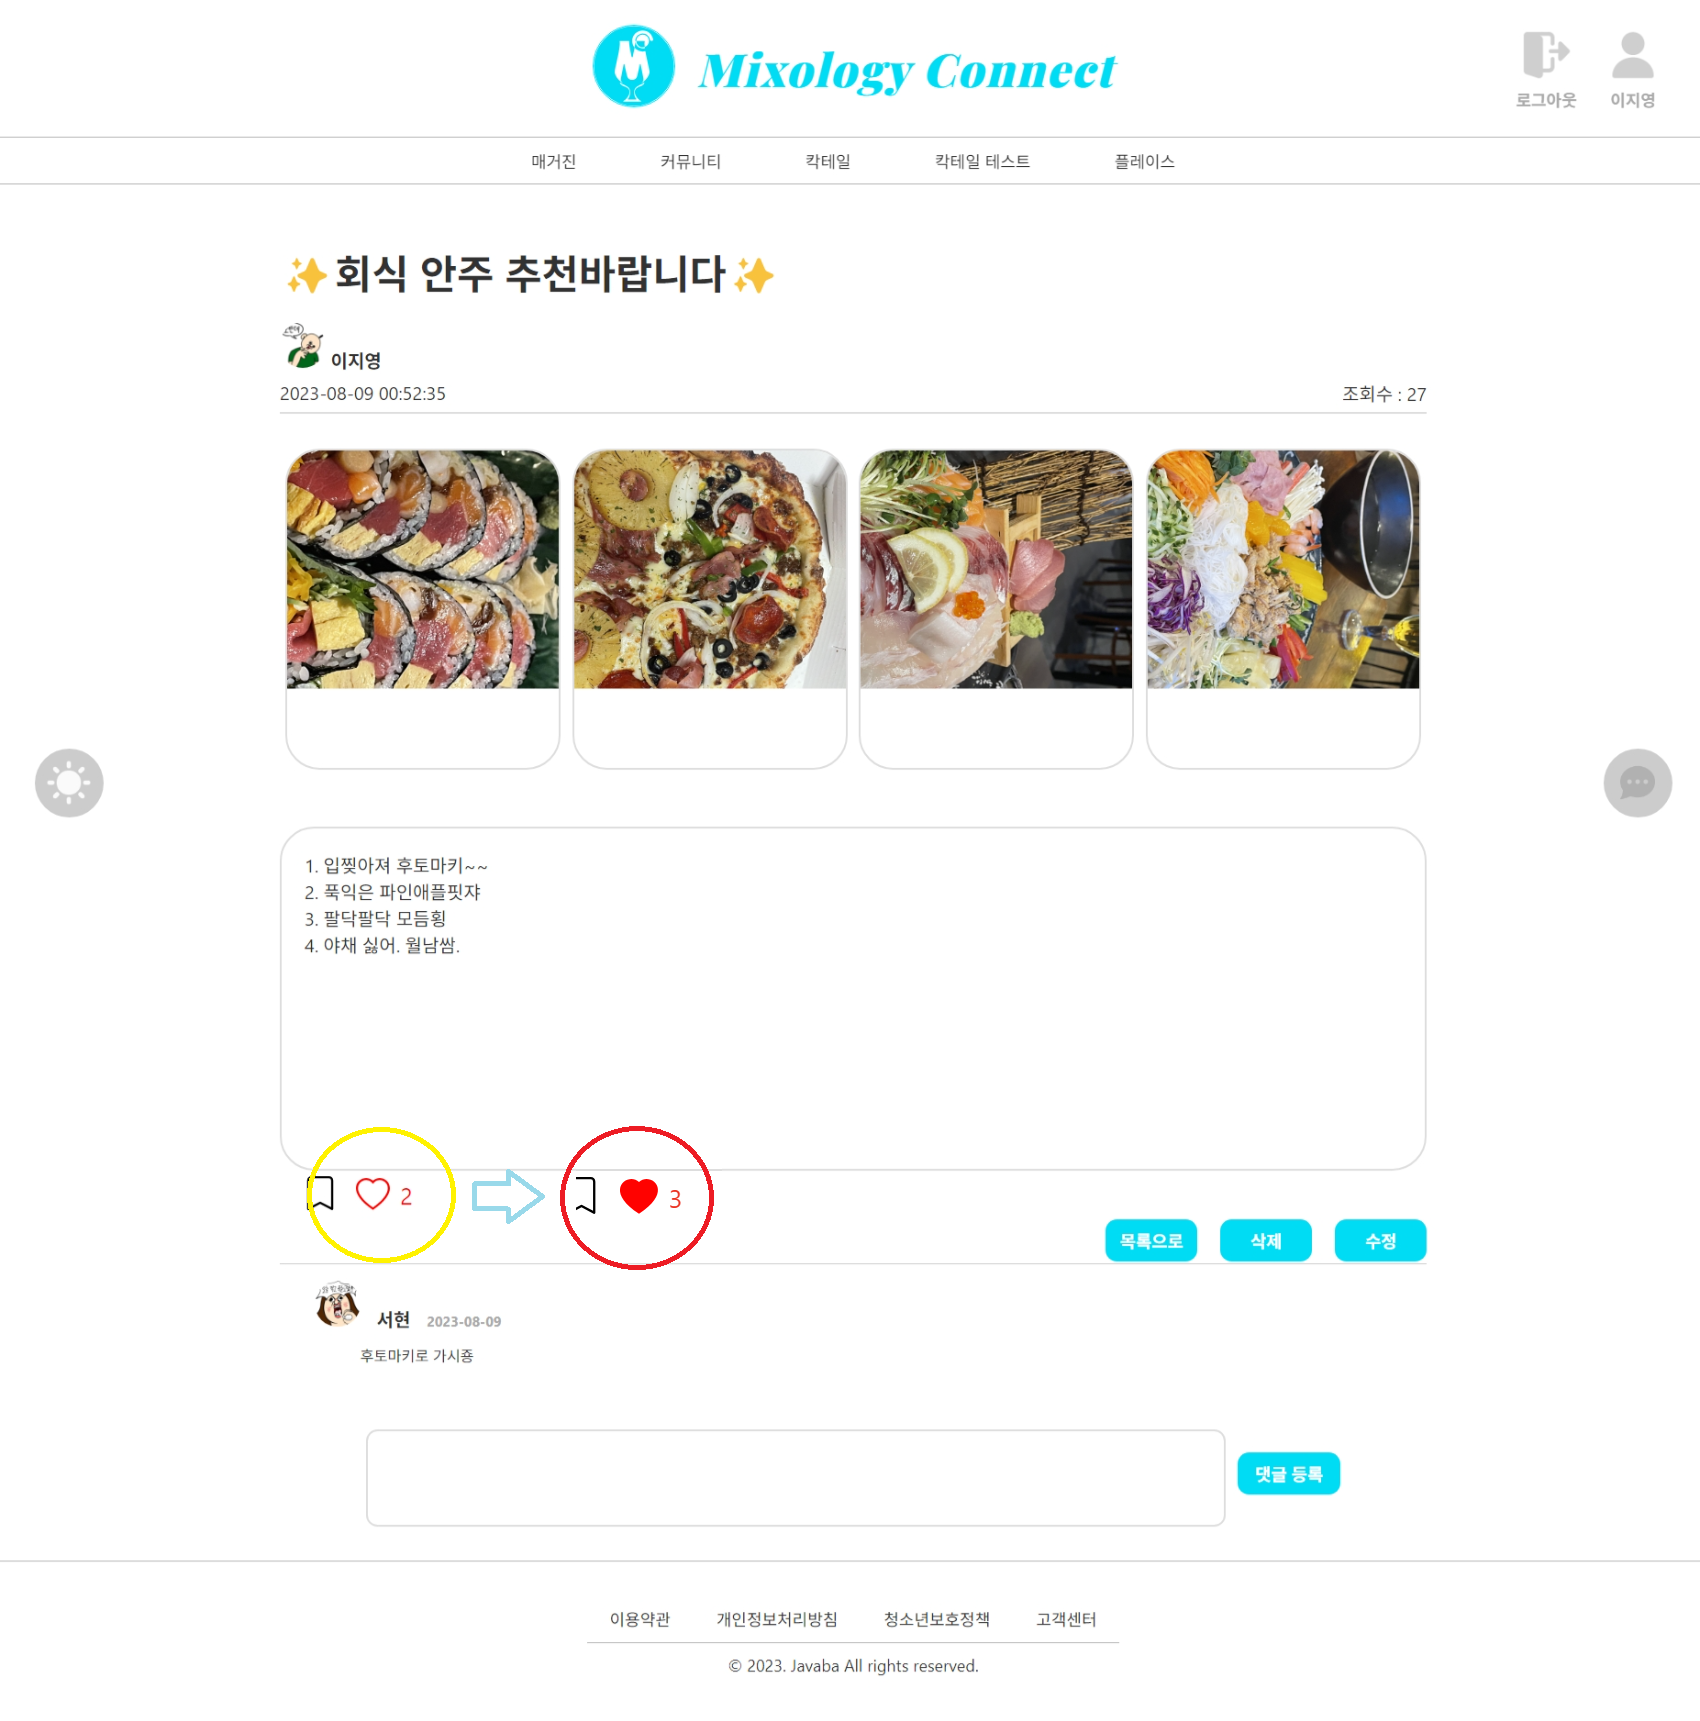 Mixology Connect
로그아웃
이지영
매거진 커뮤니티 칵테일 칵테일 테스트 플레이스
✨회식 안주 추천바랍니다✨
이지영
2023-08-09 00:52:35
조회수 : 27
1. 입찢아져 후토마키~~
2. 푹익은 파인애플핏쟈
3. 팔닥팔닥 모듬횡
4. 야채 싫어. 월남쌈.
2
3
목록으로 삭제 수정
서현 2023-08-09
후토마키로 가시죵
댓글 등록
이용약관 개인정보처리방침 청소년보호정책 고객센터
© 2023. Javaba All rights reserved.